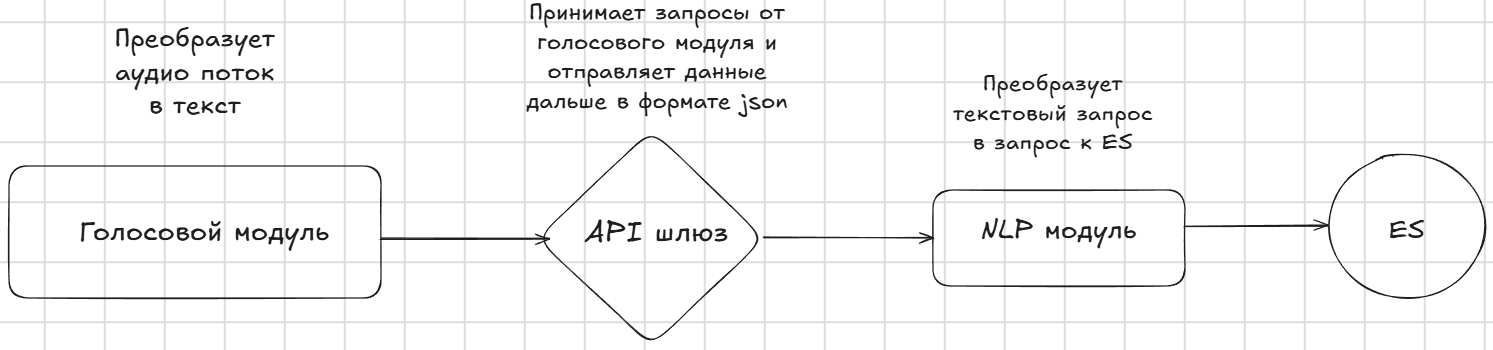 Преобразует
аудио поток
в текст
Принимает запросы от
голосового модуля и
отправляет данные
дальше в формате json
Преобразует
текстовый запрос
в запрос к ES
Голосовой модуль
API шлюз
NLP модуль
ES